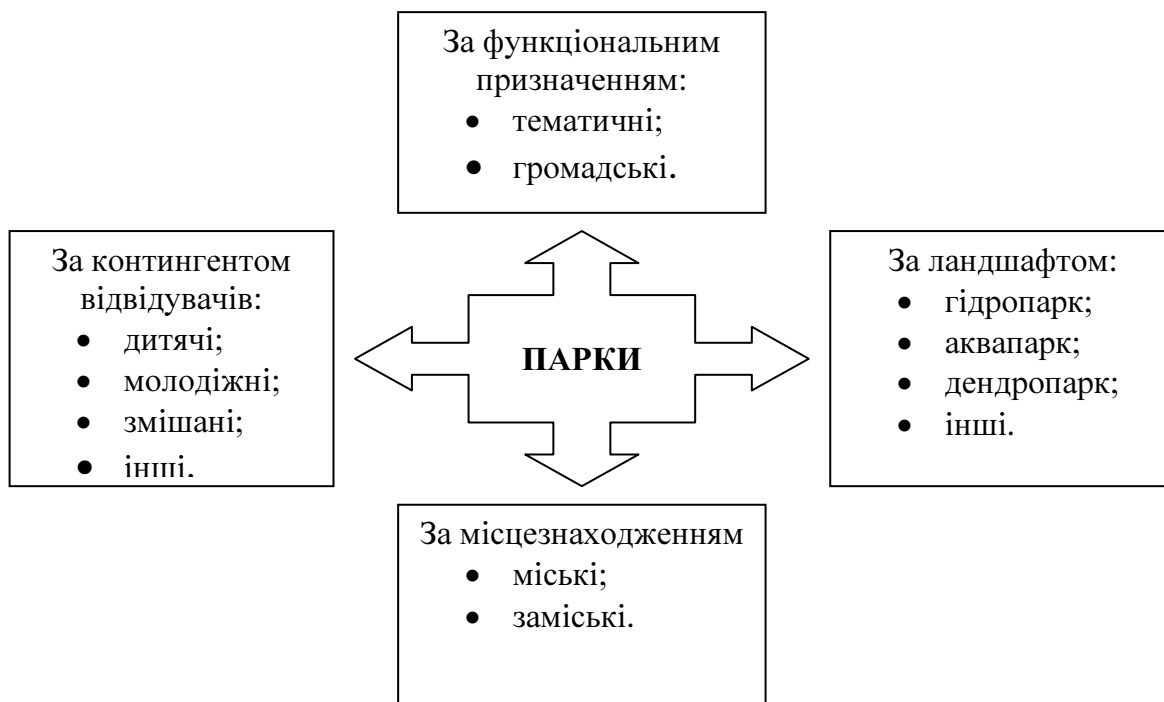 За функціональним
призначенням:
• тематичні;
• громадські.
За контингентом
відвідувачів:
• дитячі;
• молодіжні;
• змішані;
• інші.
ПАРКИ
За ландшафтом:
• гідропарк;
• аквапарк;
• дендропарк;
• інші.
За місцезнаходженням
• міські;
• заміські.